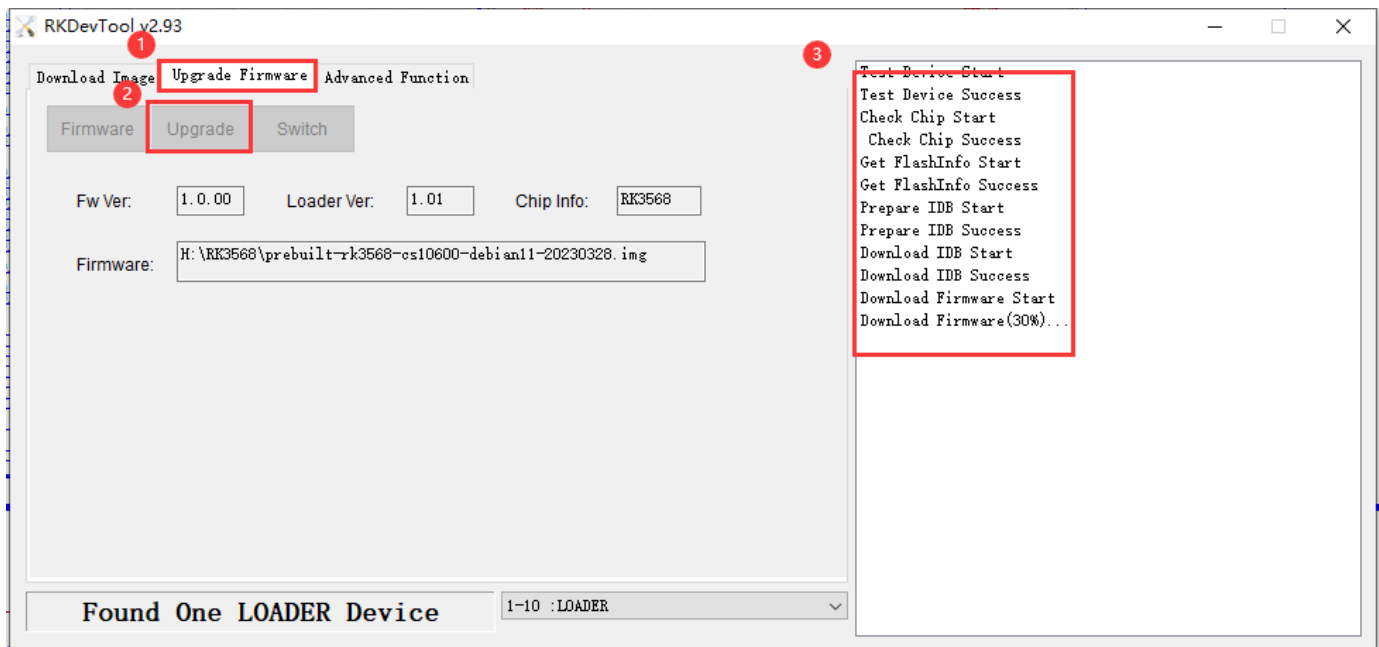 RKDevTool v2.93
1
3
Download Image Upgrade Firmware Advanced Function
2
Firmware Upgrade Switch
Fw Ver: 1.0.00 Loader Ver: 1.01 Chip Info: RK3568
Firmware: H:\RK3568\prebuilt-rk3568-cs10600-debian11-20230328.img
Test Device Start
Test Device Success
Check Chip Start
Check Chip Success
Get FlashInfo Start
Get FlashInfo Success
Prepare IDB Start
Prepare IDB Success
Download IDB Start
Download IDB Success
Download Firmware Start
Download Firmware(30%)...
Found One LOADER Device
1-10 :LOADER